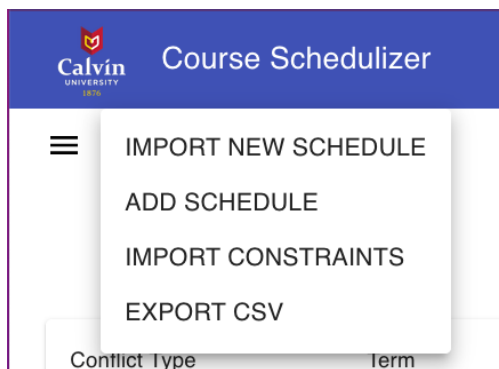 Calvin
UNIVERSITY
1876
Course Schedulizer
IMPORT NEW SCHEDULE
ADD SCHEDULE
IMPORT CONSTRAINTS
EXPORT CSV
Conflict Type
Term